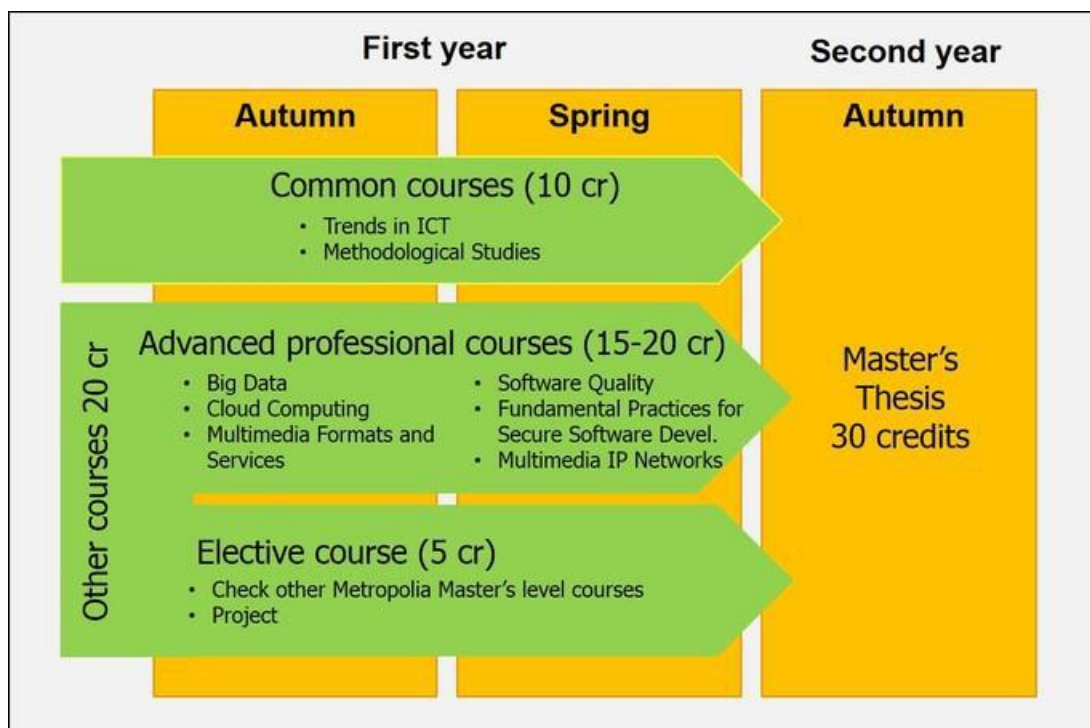 First year
Second year
Autumn
Spring
Autumn
Common courses (10 cr)
• Trends in ICT
• Methodological Studies
Other courses 20 cr
Advanced professional courses (15-20 cr)
• Big Data
• Cloud Computing
• Multimedia Formats and
Services
• Software Quality
• Fundamental Practices for
Secure Software Devel.
• Multimedia IP Networks
Elective course (5 cr)
• Check other Metropolia Master’s level courses
• Project
Master’s
Thesis
30 credits